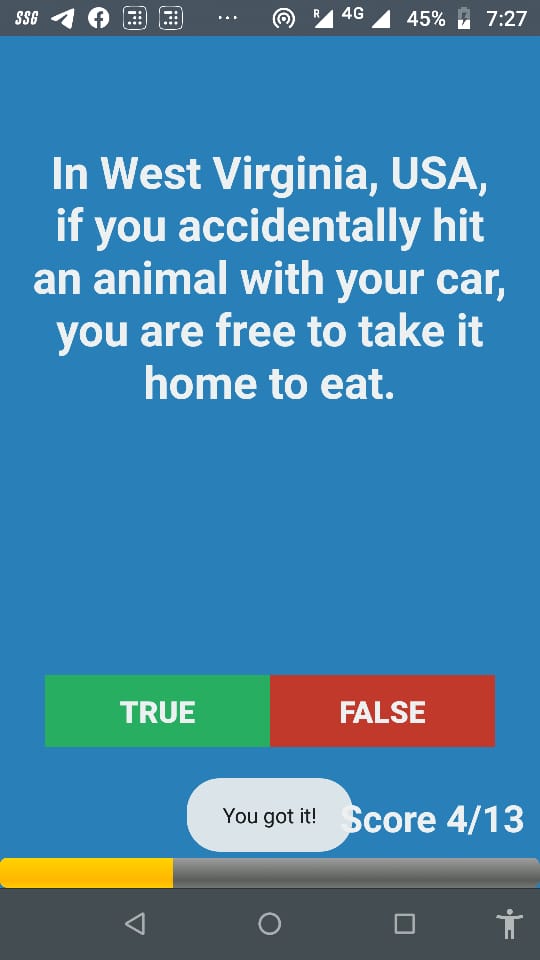 SSG R 4G 45% 7:27
In West Virginia, USA,
if you accidentally hit
an animal with your car,
you are free to take it
home to eat.
TRUE FALSE
You got it! Score 4/13